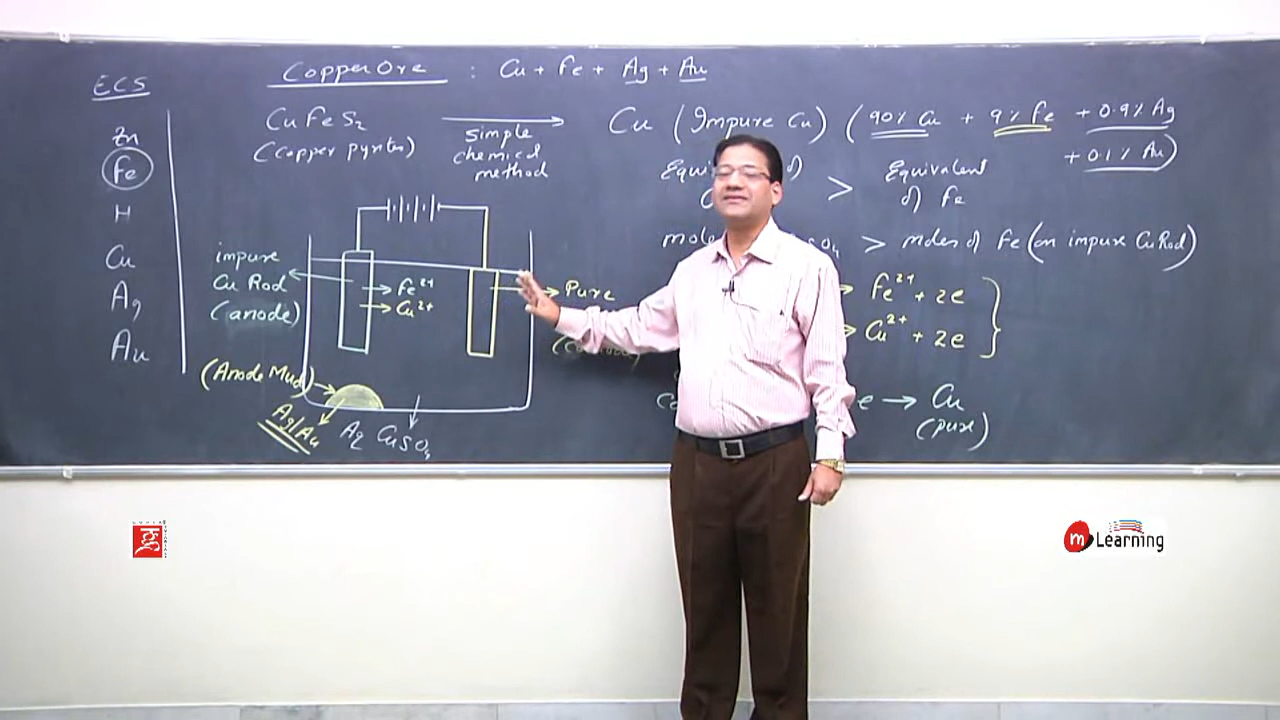 ECS
Zn
Fe
H
Cu
Ag
Au
Copper Ore : Cu + Fe + Ag + Au
CuFeS2
(Copper pyrites)
simple
chemical
method
Cu (Impure Cu) (90% Cu + 9% Fe + 0.9% Ag
+ 0.1% Au)
> Equivalent
of Fe
> moles of Fe (on impure Cu Rod)
impure
Cu Rod
(anode)
Fe2+
Cu2+
Pure
Fe2+ + 2e
Cu2+ + 2e
(Anode Mud)
Ag/Au
Aq CuSO4
e → Cu
(pure)
m Learning